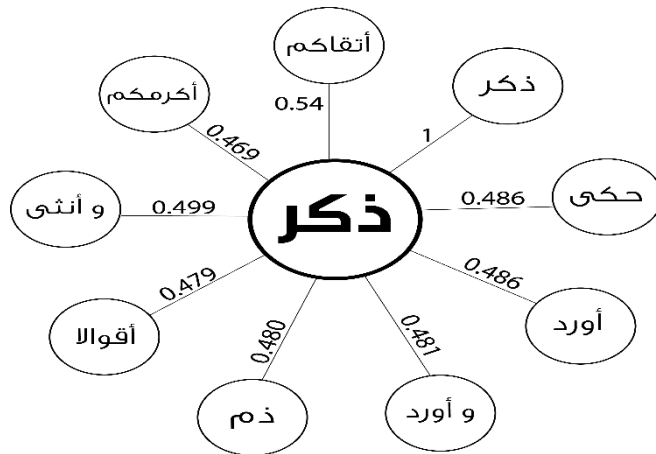 أتقاكم
0.54
ذكر
1
حكى
0.486
أورد
0.486
و أورد
0.481
ذم
0.480
أقوالا
0.479
و أنثى
0.499
أكرمكم
0.469
ذكر